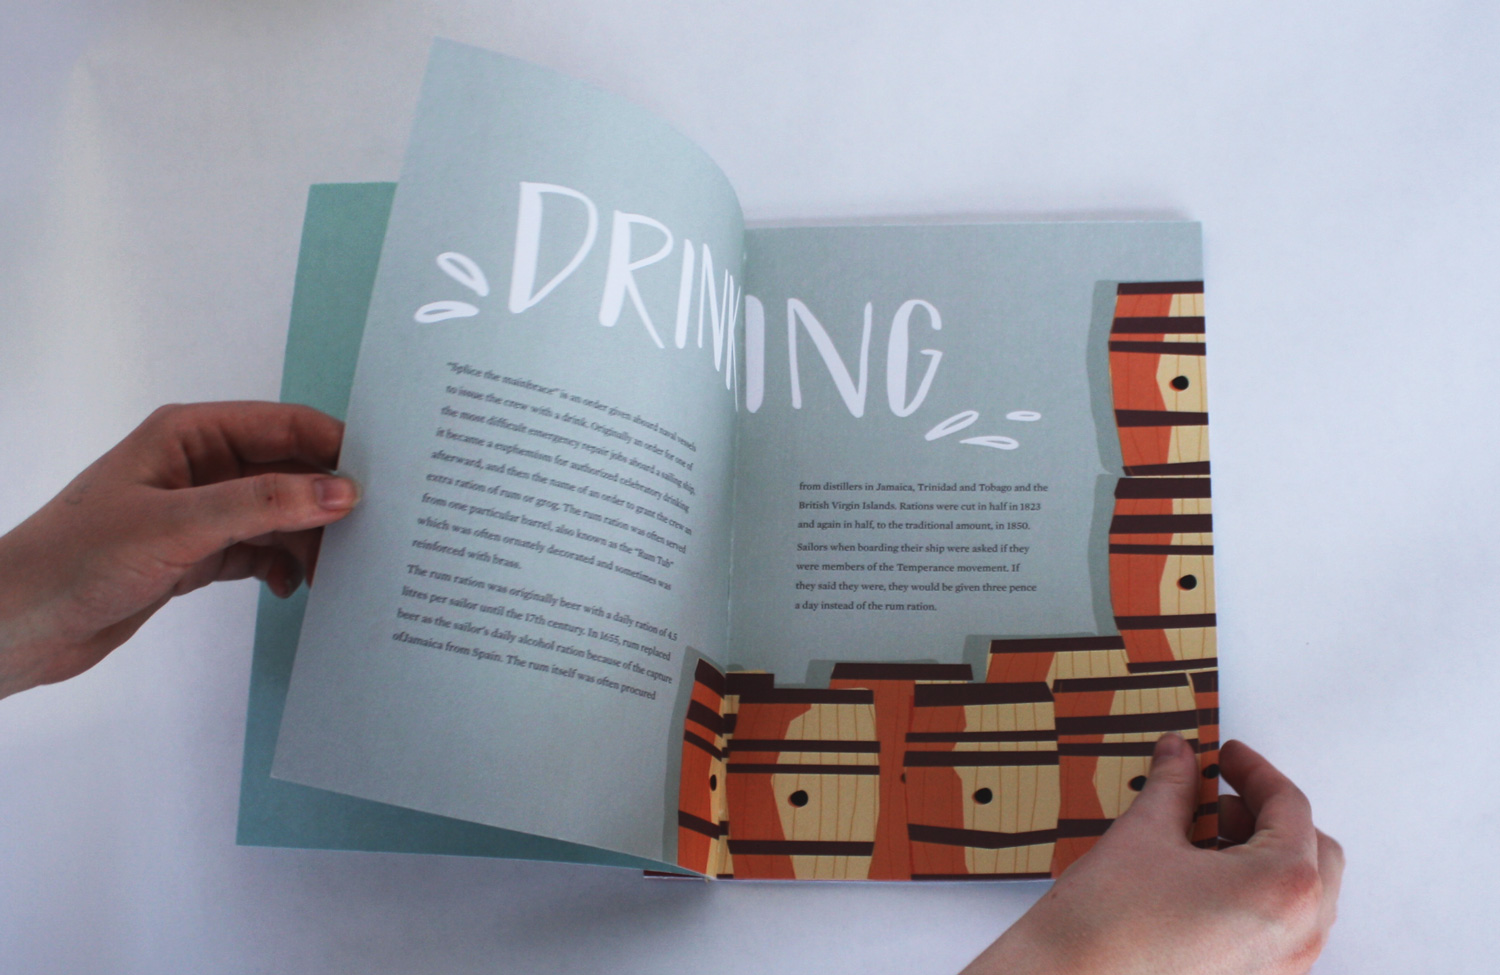 DRINKING
"Splice the mainbrace" is an order given aboard naval vessels
to issue the crew with a drink. Originally an order for one of
the most difficult emergency repair jobs aboard a sailing ship,
it became a euphemism for authorized celebratory drinking
afterward, and then the name of an order to grant the crew an
extra ration of rum or grog. The rum ration was often served
from one particular barrel, also known as the "Rum Tub"
which was often ornately decorated and sometimes was
reinforced with brass.
The rum ration was originally beer with a daily ration of 4.5
litres per sailor until the 17th century. In 1655, rum replaced
beer as the sailor's daily alcohol ration because of the capture
of Jamaica from Spain. The rum itself was often procured
from distillers in Jamaica, Trinidad and Tobago and the
British Virgin Islands. Rations were cut in half in 1823
and again in half, to the traditional amount, in 1850.
Sailors when boarding their ship were asked if they
were members of the Temperance movement. If
they said they were, they would be given three pence
a day instead of the rum ration.